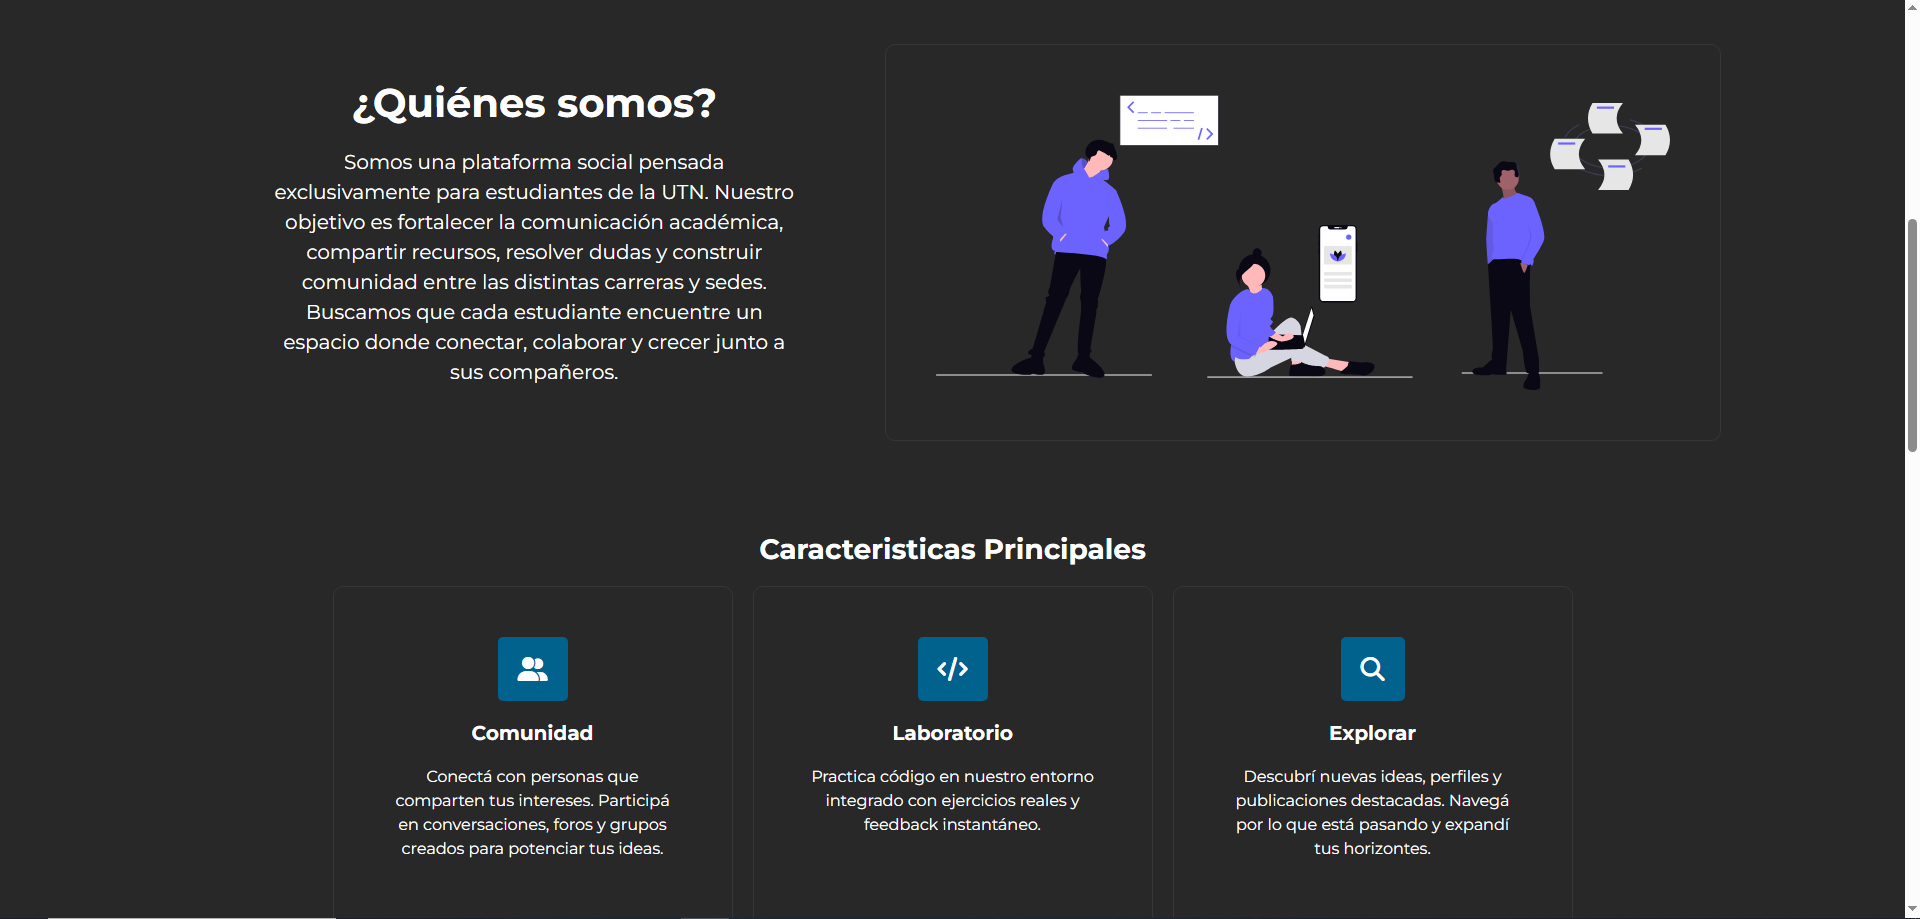 ¿Quiénes somos?
Somos una plataforma social pensada
exclusivamente para estudiantes de la UTN. Nuestro
objetivo es fortalecer la comunicación académica,
compartir recursos, resolver dudas y construir
comunidad entre las distintas carreras y sedes.
Buscamos que cada estudiante encuentre un
espacio donde conectar, colaborar y crecer junto a
sus compañeros.
Caracteristicas Principales
Comunidad
Conectá con personas que
comparten tus intereses. Participá
en conversaciones, foros y grupos
creados para potenciar tus ideas.
Laboratorio
Practica código en nuestro entorno
integrado con ejercicios reales y
feedback instantáneo.
Explorar
Descubrí nuevas ideas, perfiles y
publicaciones destacadas. Navegá
por lo que está pasando y expandí
tus horizontes.